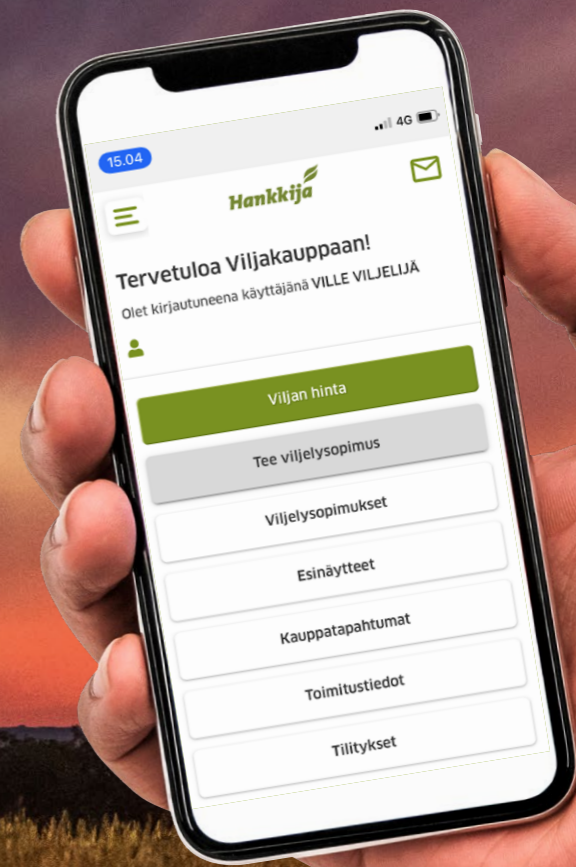 15.04
4G
Hankkija
Tervetuloa Viljakauppaan!
Olet kirjautuneena käyttäjänä VILLE VILJELIJÄ
Viljan hinta
Tee viljelysopimus
Viljelysopimukset
Esinäytteet
Kauppatapahtumat
Toimitustiedot
Tilitykset